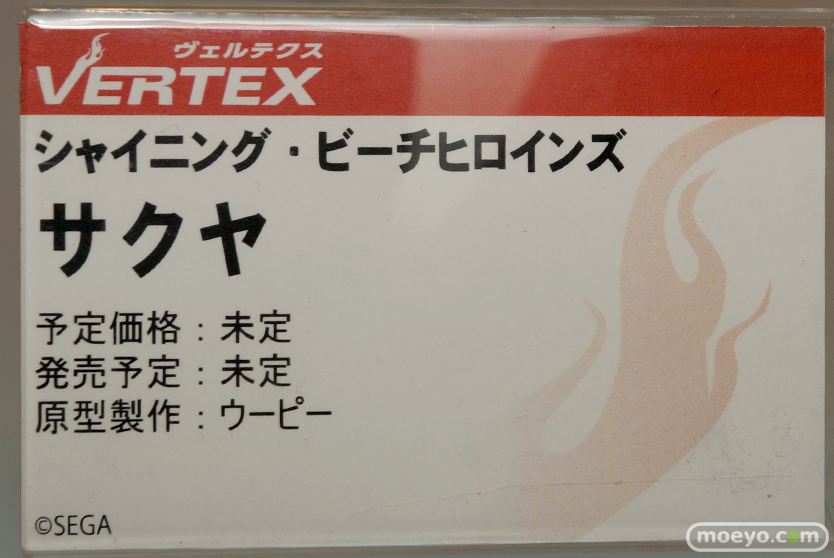 ヴェルテクス
VERTEX
シャイニング・ビーチヒロインズ
サクヤ
予定価格：未定
発売予定：未定
原型製作：ウーピー
©SEGA
moeyo.com